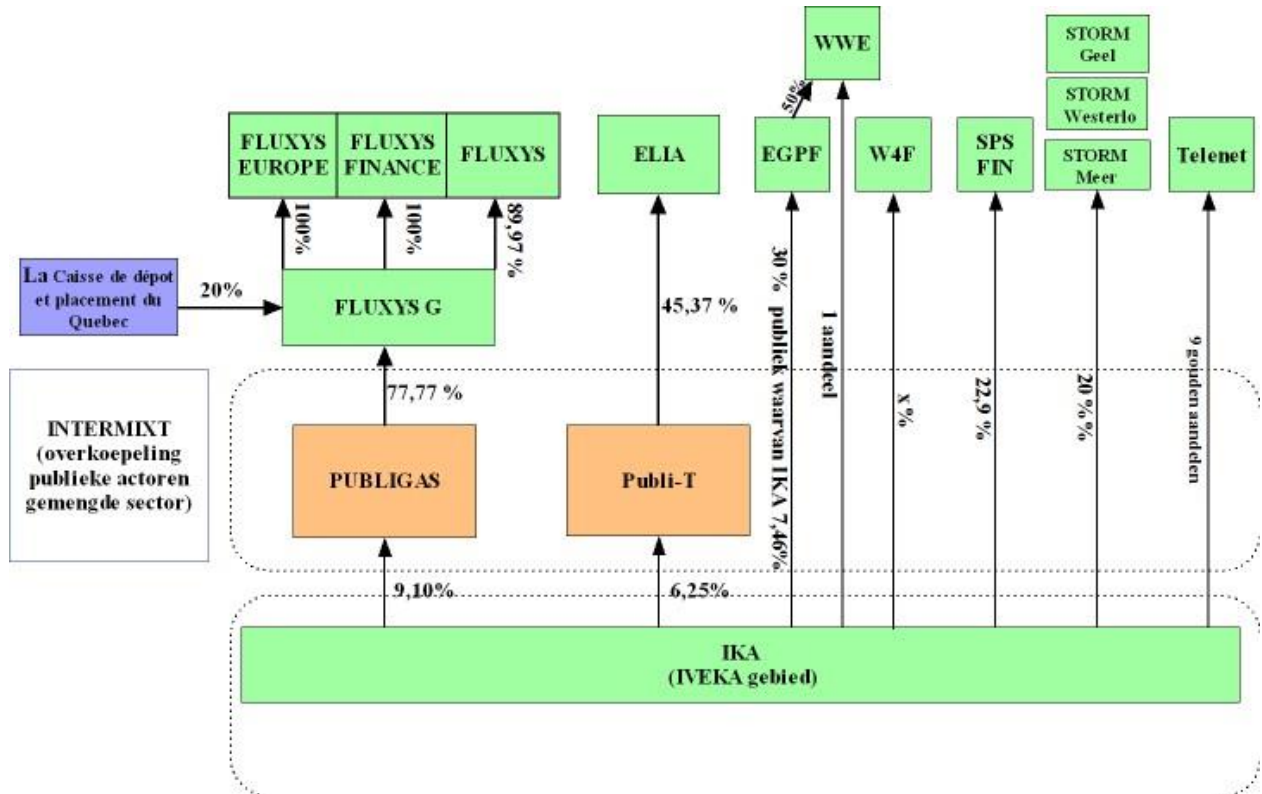 WWE
STORM
Geel
STORM
Westerlo
STORM
Meer
50%
FLUXYS
EUROPE
FLUXYS
FINANCE
FLUXYS
ELIA
EGPF
W4F
SPS
FIN
Telenet
100%
100%
89,97 %
La Caisse de dépot
et placement du
Quebec
20%
FLUXYS G
45,37 %
30 % publiek waarvan IKA 7,46%
1 aandeel
x %
22,9 %
20 % %
9 gouden aandelen
77,77 %
INTERMIXT
(overkoepeling
publieke actoren
gemengde sector)
PUBLIGAS
Publi-T
9,10%
6,25%
IKA
(IVEKA gebied)